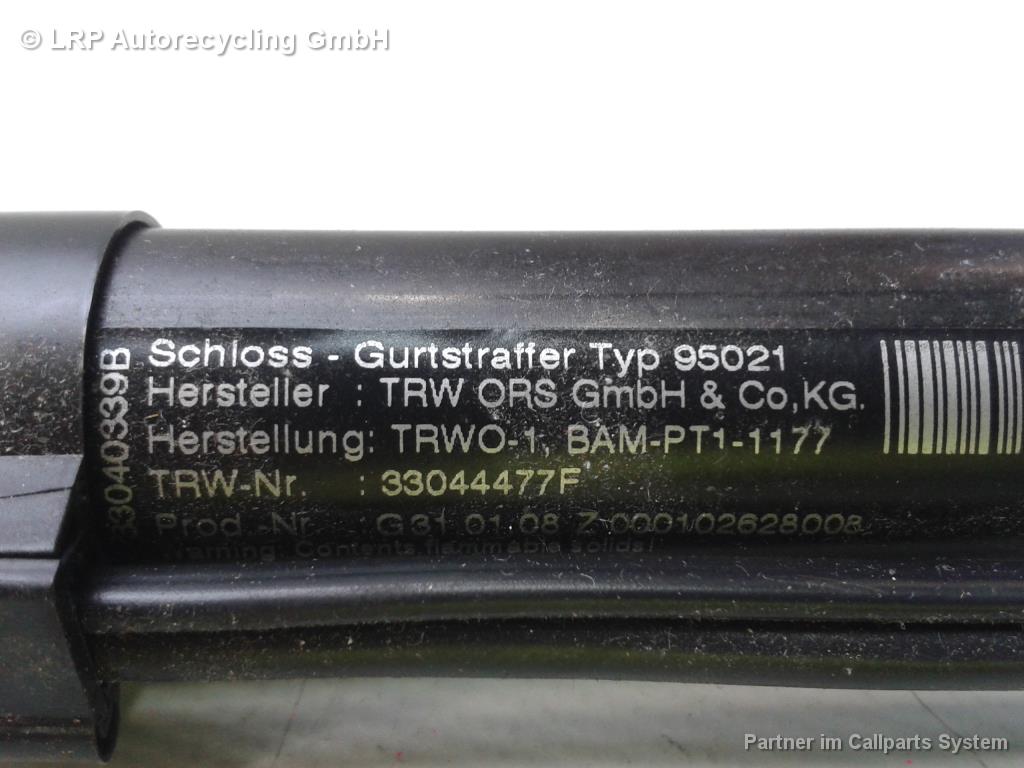 © LRP Autorecycling GmbH
33040339B
Schloss - Gurtstraffer Typ 95021
Hersteller : TRW ORS GmbH & Co,KG.
Herstellung: TRWO-1, BAM-PT1-1177
TRW-Nr. : 33044477F
Prod.-Nr. : G 31 01 08 Z 000102628008
Warning: Contents flammable solids!
Partner im Callparts System